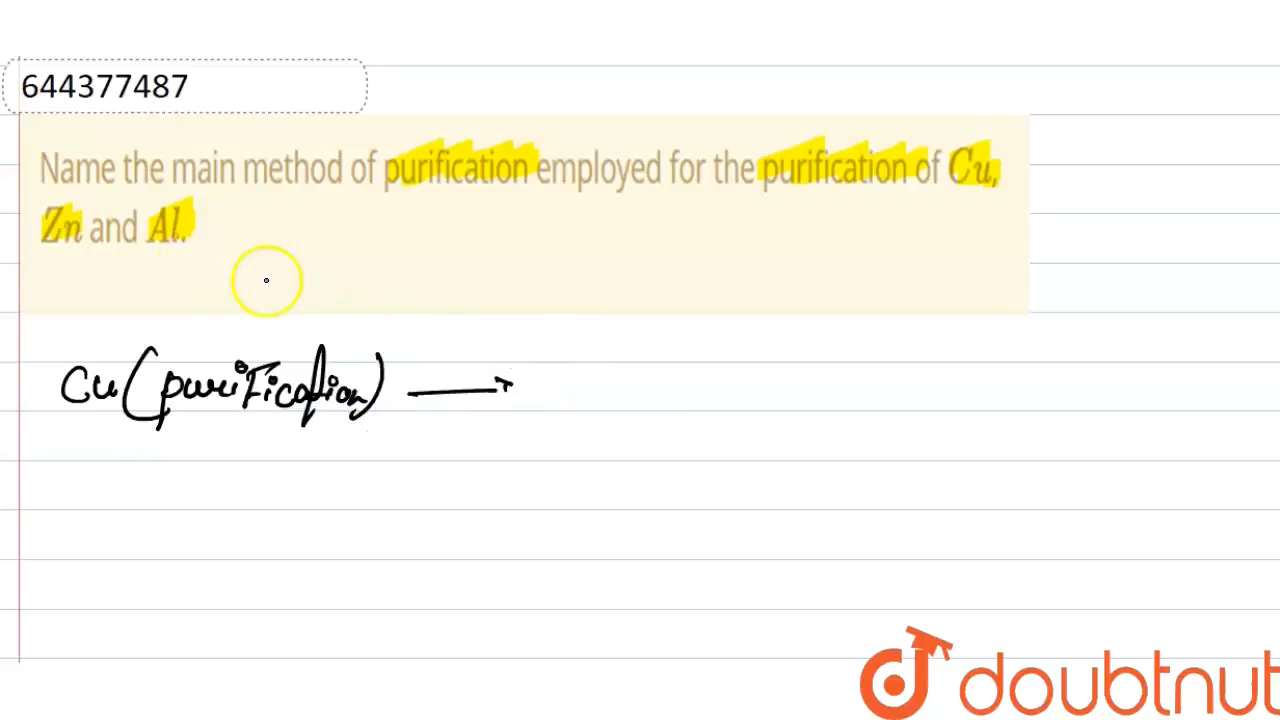 644377487
Name the main method of purification employed for the purification of Cu,
Zn and Al.
Cu (purification)
doubtnut